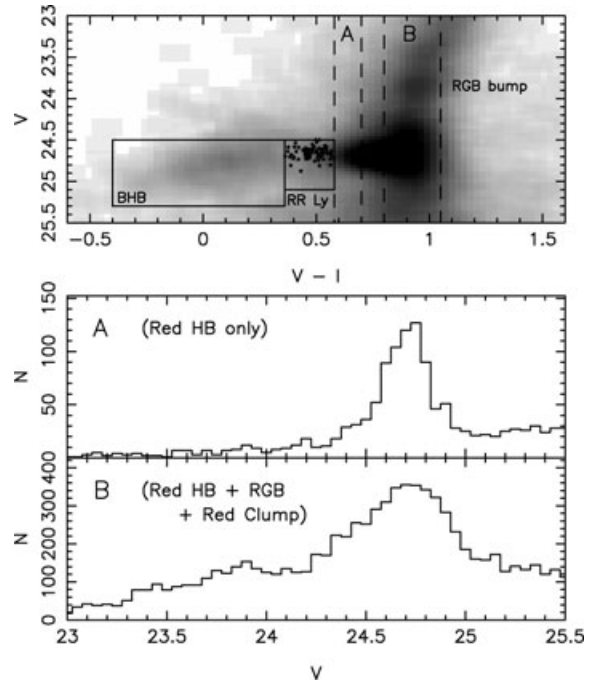 23
23.5
24
24.5
25
25.5
V
A
B
RGB bump
BHB
RR Ly
−0.5
0
0.5
1
1.5
V − I
150
100
50
N
A (Red HB only)
400
300
200
100
0
N
B (Red HB + RGB
+ Red Clump)
23
23.5
24
24.5
25
25.5
V